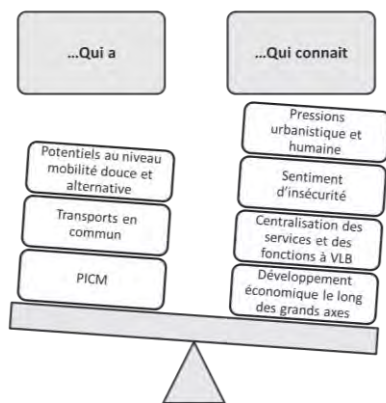 ...Qui a
...Qui connait
Potentiels au niveau
mobilité douce et
alternative
Transports en
commun
PICM
Pressions
urbanistique et
humaine
Sentiment
d'insécurité
Centralisation des
services et des
fonctions à VLB
Développement
économique le long
des grands axes